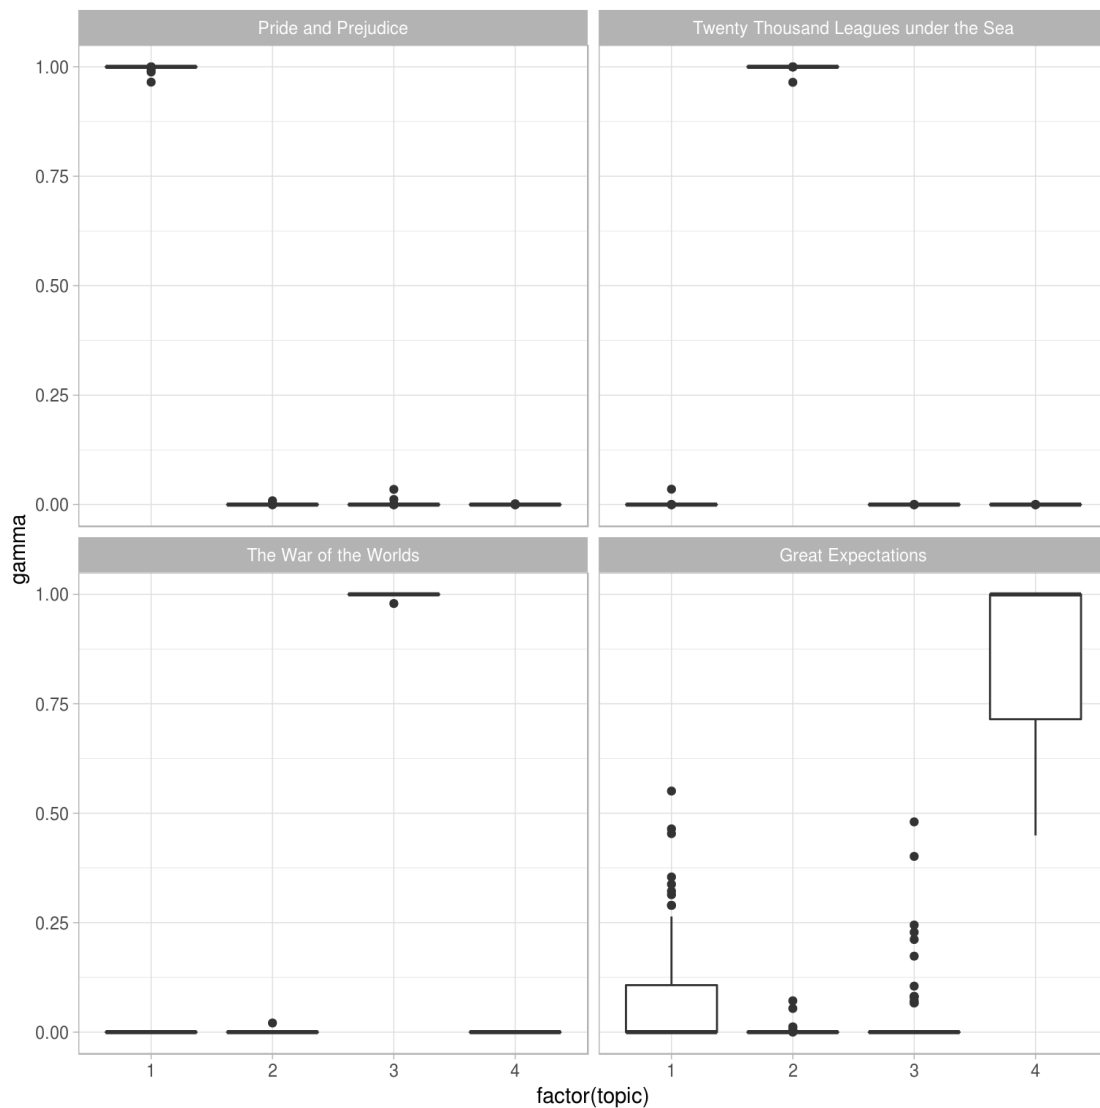 Pride and Prejudice
Twenty Thousand Leagues under the Sea
1.00
0.75
0.50
0.25
0.00
The War of the Worlds
Great Expectations
1.00
0.75
0.50
0.25
0.00
gamma
1 2 3 4
1 2 3 4
factor(topic)